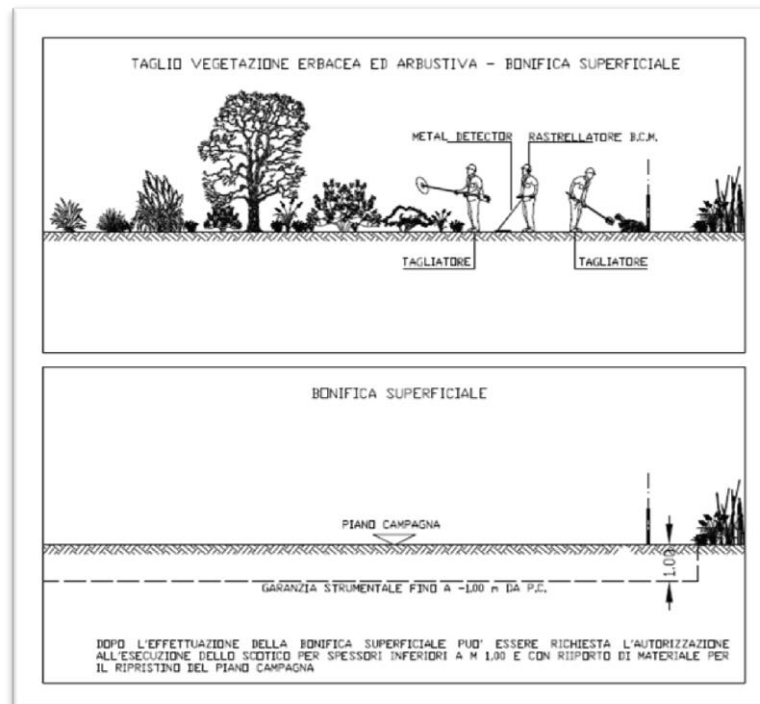 TAGLIO VEGETAZIONE ERBACEA ED ARBUSTIVA - BONIFICA SUPERFICIALE
METAL DETECTOR RASTRELLATORE B.C.M.
TAGLIATORE TAGLIATORE
BONIFICA SUPERFICIALE
PIANO CAMPAGNA
1.00
GARANZIA STRUMENTALE FINO A -1.00 m DA P.C.
DOPO L'EFFETTUAZIONE DELLA BONIFICA SUPERFICIALE PUO' ESSERE RICHIESTA L'AUTORIZZAZIONE
ALL'ESECUZIONE DELLO SCOTICO PER SPESSORI INFERIORI A M 1,00 E CON RIIPORTO DI MATERIALE PER
IL RIPRISTINO DEL PIANO CAMPAGNA